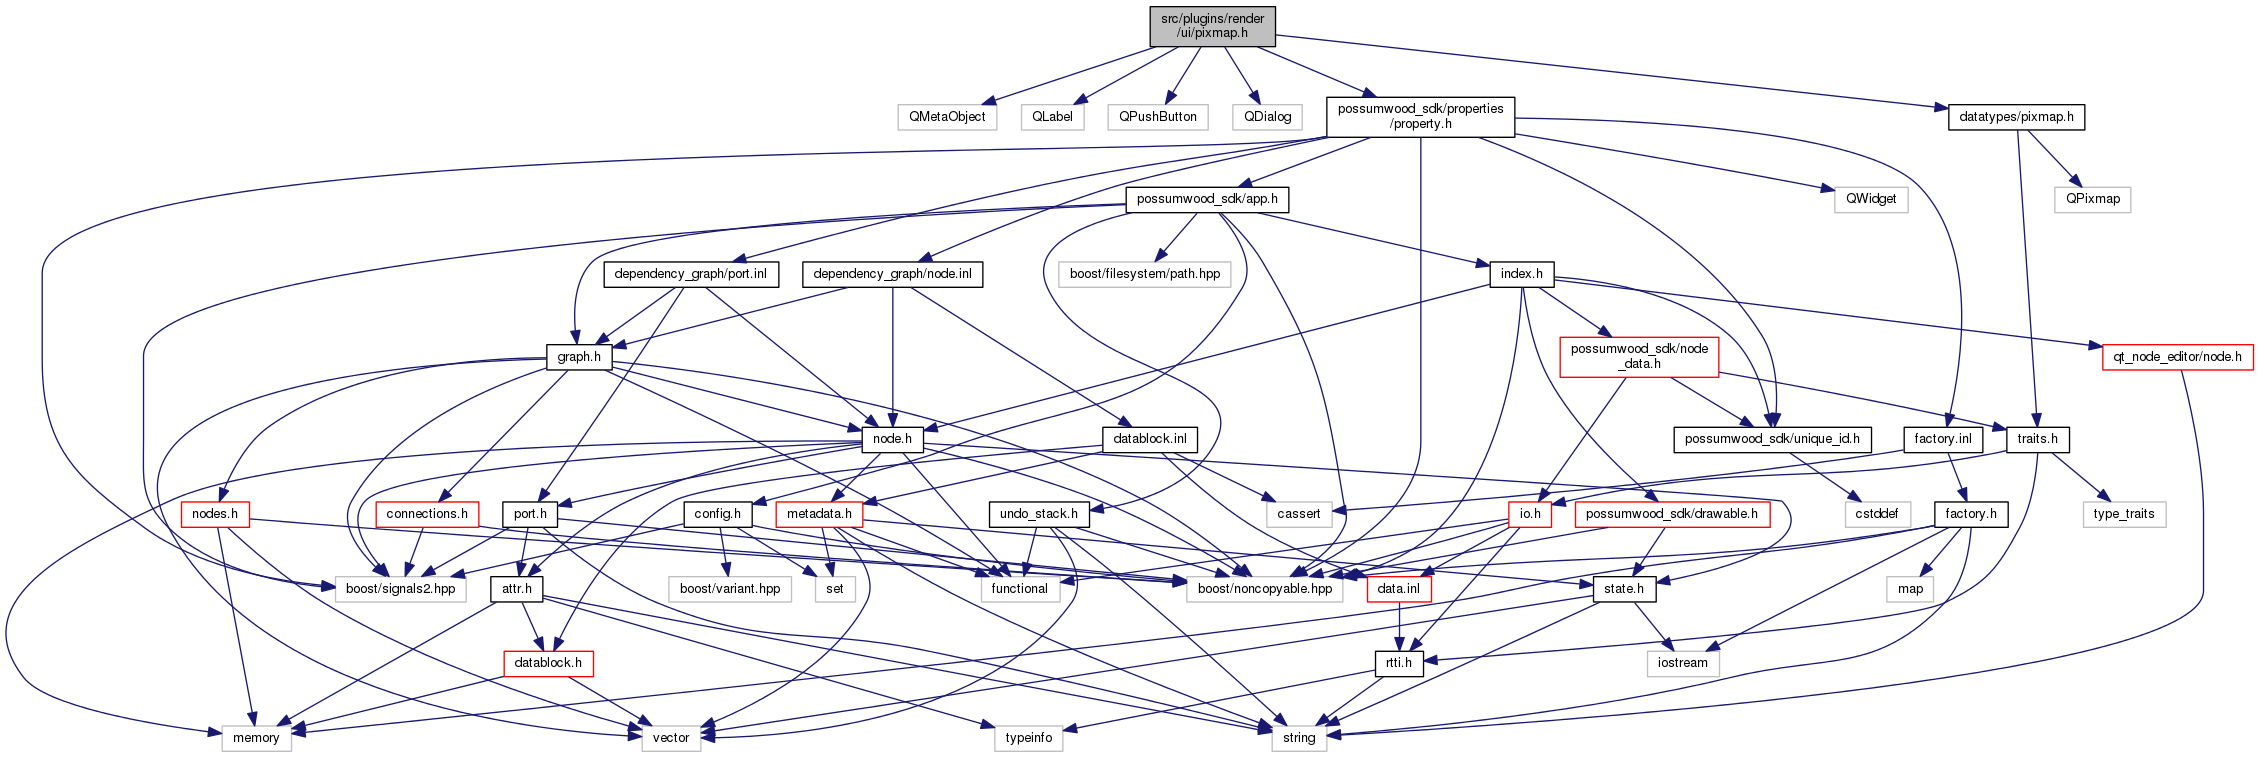 src/plugins/render
/ui/pixmap.h
QMetaObject
QLabel
QPushButton
QDialog
possumwood_sdk/properties
/property.h
datatypes/pixmap.h
possumwood_sdk/app.h
QWidget
QPixmap
dependency_graph/port.inl
dependency_graph/node.inl
boost/filesystem/path.hpp
index.h
graph.h
possumwood_sdk/node
_data.h
qt_node_editor/node.h
node.h
datablock.inl
possumwood_sdk/unique_id.h
factory.inl
traits.h
nodes.h
connections.h
port.h
config.h
metadata.h
undo_stack.h
cassert
io.h
possumwood_sdk/drawable.h
cstddef
factory.h
type_traits
boost/signals2.hpp
attr.h
boost/variant.hpp
set
functional
boost/noncopyable.hpp
data.inl
state.h
map
datablock.h
rtti.h
iostream
memory
vector
typeinfo
string